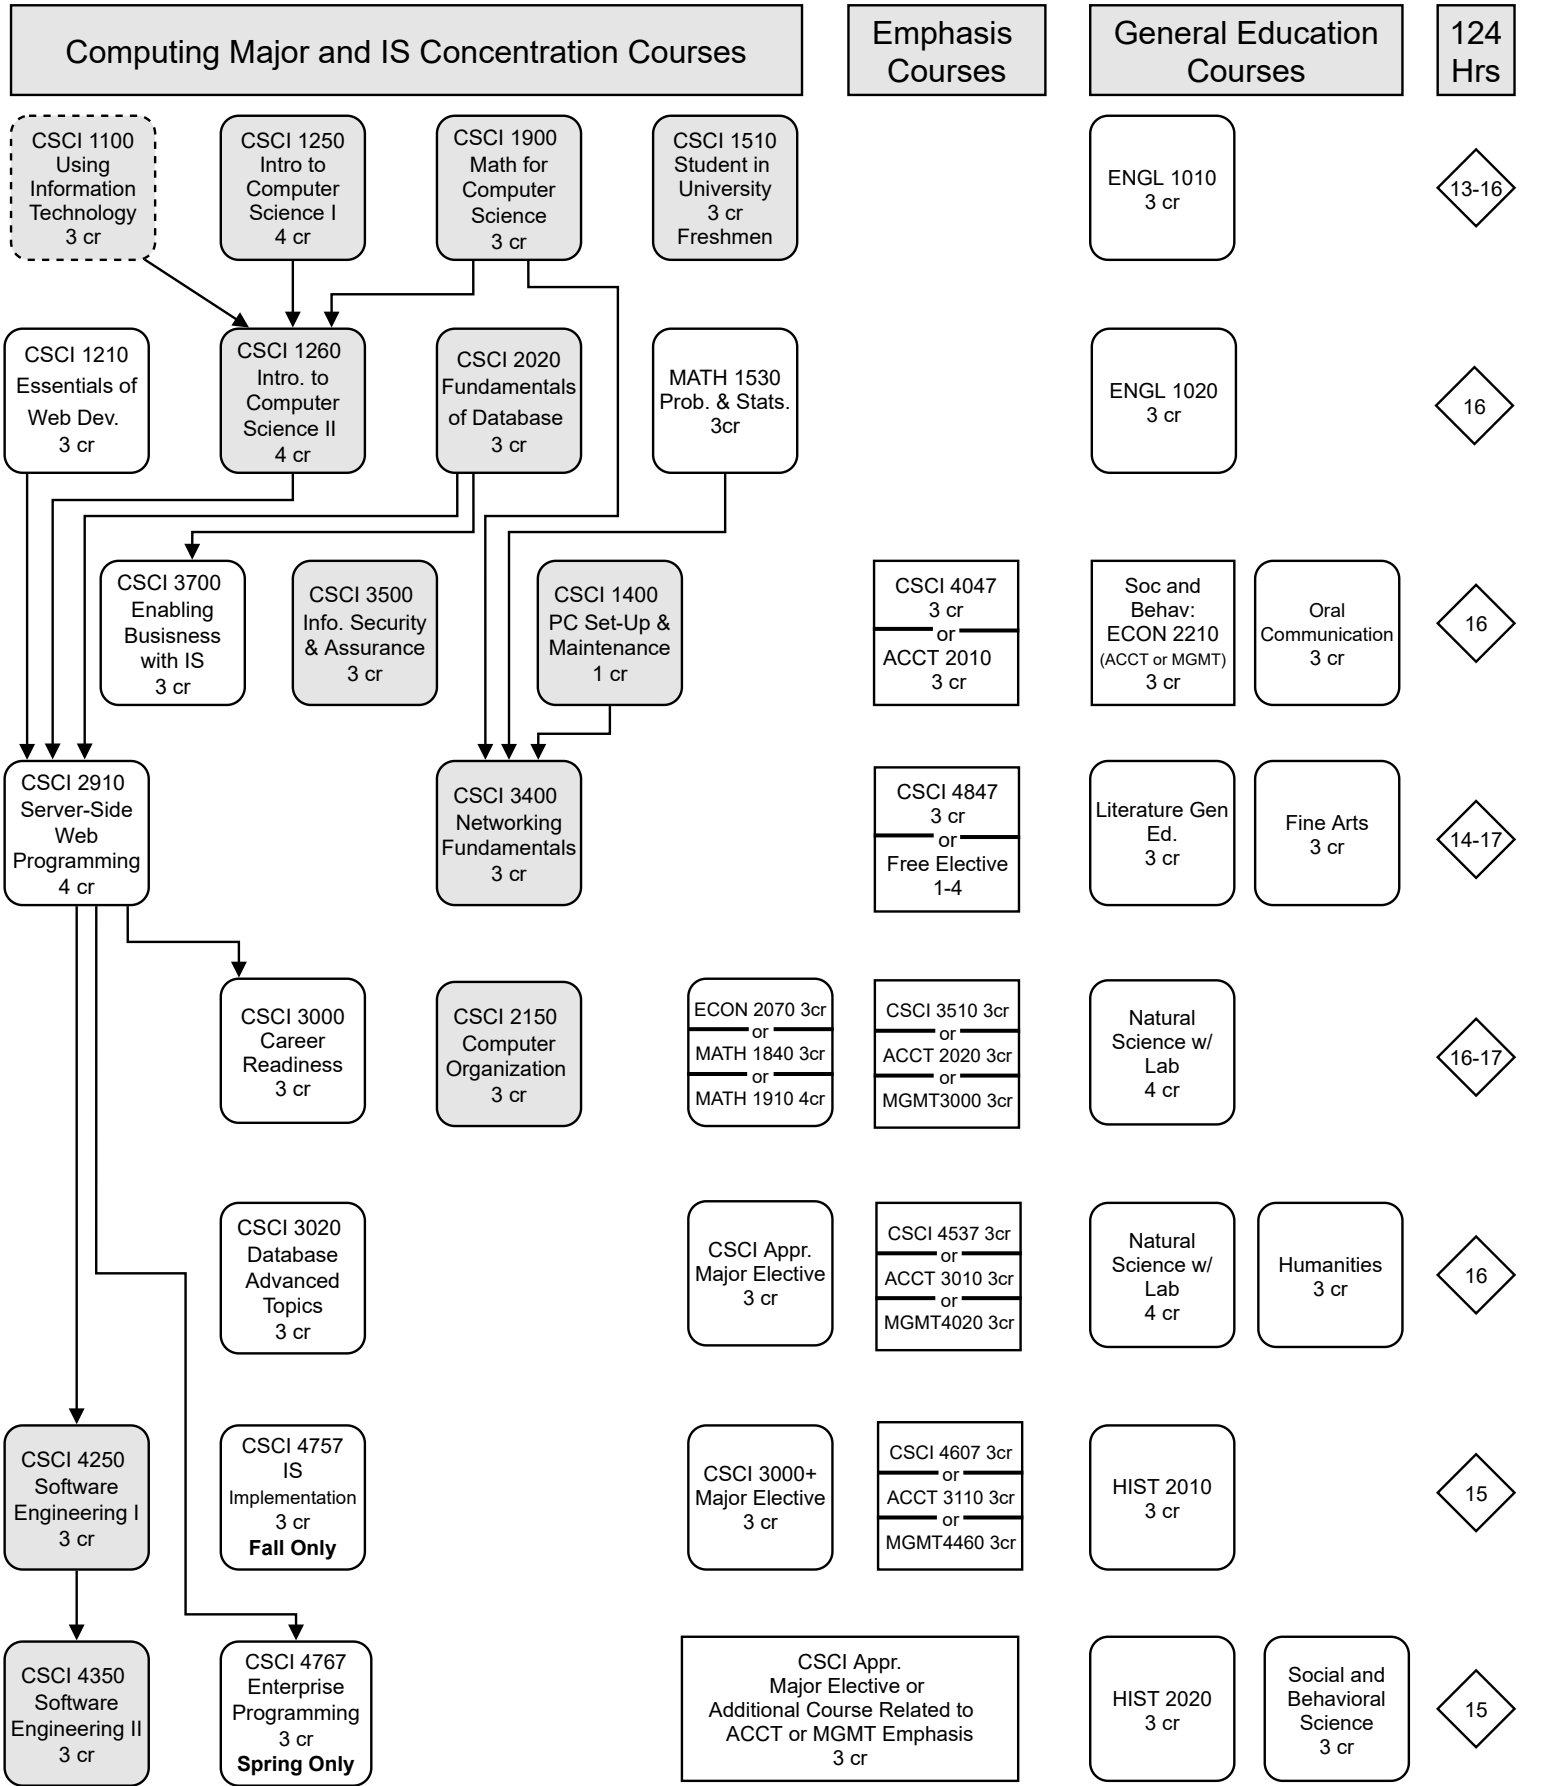 Computing Major and IS Concentration Courses
Emphasis
Courses
General Education
Courses
124
Hrs
CSCI 1100
Using
Information
Technology
3 cr
CSCI 1250
Intro to
Computer
Science I
4 cr
CSCI 1900
Math for
Computer
Science
3 cr
CSCI 1510
Student in
University
3 cr
Freshmen
ENGL 1010
3 cr
13-16
CSCI 1210
Essentials of
Web Dev.
3 cr
CSCI 1260
Intro. to
Computer
Science II
4 cr
CSCI 2020
Fundamentals
of Database
3 cr
MATH 1530
Prob. & Stats.
3cr
ENGL 1020
3 cr
16
CSCI 3700
Enabling
Busisness
with IS
3 cr
CSCI 3500
Info. Security
& Assurance
3 cr
CSCI 1400
PC Set-Up &
Maintenance
1 cr
CSCI 4047
3 cr
or
ACCT 2010
3 cr
Soc and
Behav:
ECON 2210
(ACCT or MGMT)
3 cr
Oral
Communication
3 cr
16
CSCI 2910
Server-Side
Web
Programming
4 cr
CSCI 3400
Networking
Fundamentals
3 cr
CSCI 4847
3 cr
or
Free Elective
1-4
Literature Gen
Ed.
3 cr
Fine Arts
3 cr
14-17
CSCI 3000
Career
Readiness
3 cr
CSCI 2150
Computer
Organization
3 cr
ECON 2070 3cr
or
MATH 1840 3cr
or
MATH 1910 4cr
CSCI 3510 3cr
or
ACCT 2020 3cr
or
MGMT3000 3cr
Natural
Science w/
Lab
4 cr
16-17
CSCI 3020
Database
Advanced
Topics
3 cr
CSCI Appr.
Major Elective
3 cr
CSCI 4537 3cr
or
ACCT 3010 3cr
or
MGMT4020 3cr
Natural
Science w/
Lab
4 cr
Humanities
3 cr
16
CSCI 4250
Software
Engineering I
3 cr
CSCI 4757
IS
Implementation
3 cr
Fall Only
CSCI 3000+
Major Elective
3 cr
CSCI 4607 3cr
or
ACCT 3110 3cr
or
MGMT4460 3cr
HIST 2010
3 cr
15
CSCI 4350
Software
Engineering II
3 cr
CSCI 4767
Enterprise
Programming
3 cr
Spring Only
CSCI Appr.
Major Elective or
Additional Course Related to
ACCT or MGMT Emphasis
3 cr
HIST 2020
3 cr
Social and
Behavioral
Science
3 cr
15